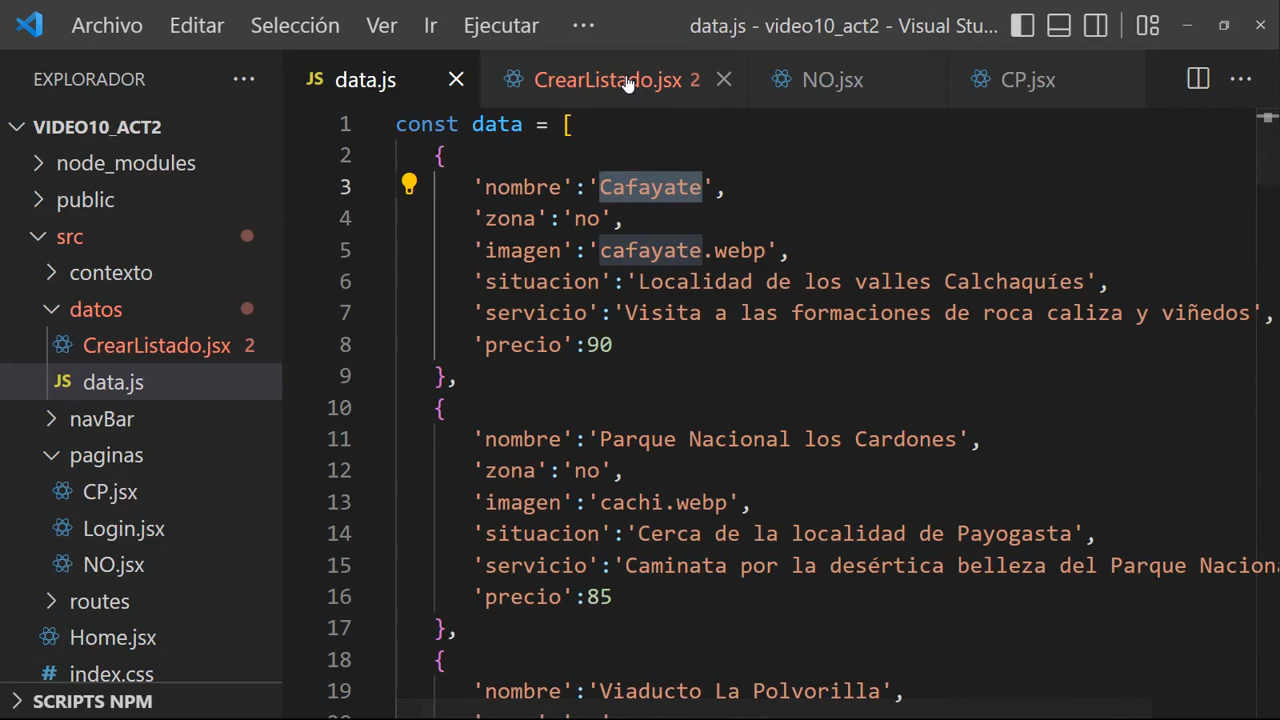 Archivo Editar Selección Ver Ir Ejecutar ··· data.js - video10_act2 - Visual Stu...
EXPLORADOR ···
JS data.js
CrearListado.jsx 2
NO.jsx
CP.jsx
···
VIDEO10_ACT2
node_modules
public
src
contexto
datos
CrearListado.jsx 2
JS data.js
navBar
paginas
CP.jsx
Login.jsx
NO.jsx
routes
Home.jsx
# index.css
SCRIPTS NPM
1 const data = [
2 {
3 'nombre':'Cafayate',
4 'zona':'no',
5 'imagen':'cafayate.webp',
6 'situacion':'Localidad de los valles Calchaquíes',
7 'servicio':'Visita a las formaciones de roca caliza y viñedos',
8 'precio':90
9 },
10 {
11 'nombre':'Parque Nacional los Cardones',
12 'zona':'no',
13 'imagen':'cachi.webp',
14 'situacion':'Cerca de la localidad de Payogasta',
15 'servicio':'Caminata por la desértica belleza del Parque Naciona
16 'precio':85
17 },
18 {
19 'nombre':'Viaducto La Polvorilla',